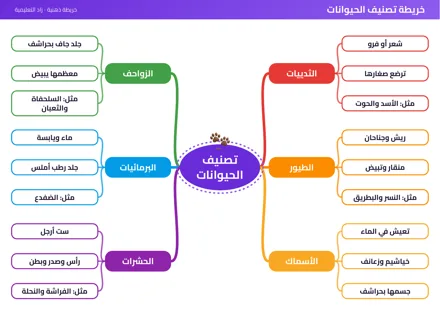 خريطة تصنيف الحيوانات
خريطة ذهنية · زاد التعليمية
تصنيف
الحيوانات
الثدييات
شعر أو فرو
ترضع صغارها
مثل: الأسد والحوت
الطيور
ريش وجناحان
منقار وتبيض
مثل: النسر والبطريق
الأسماك
تعيش في الماء
خياشيم وزعانف
جسمها بحراشف
الزواحف
جلد جاف بحراشف
معظمها يبيض
مثل: السلحفاة
والثعبان
البرمائيات
ماء ويابسة
جلد رطب أملس
مثل: الضفدع
الحشرات
ست أرجل
رأس وصدر وبطن
مثل: الفراشة والنحلة